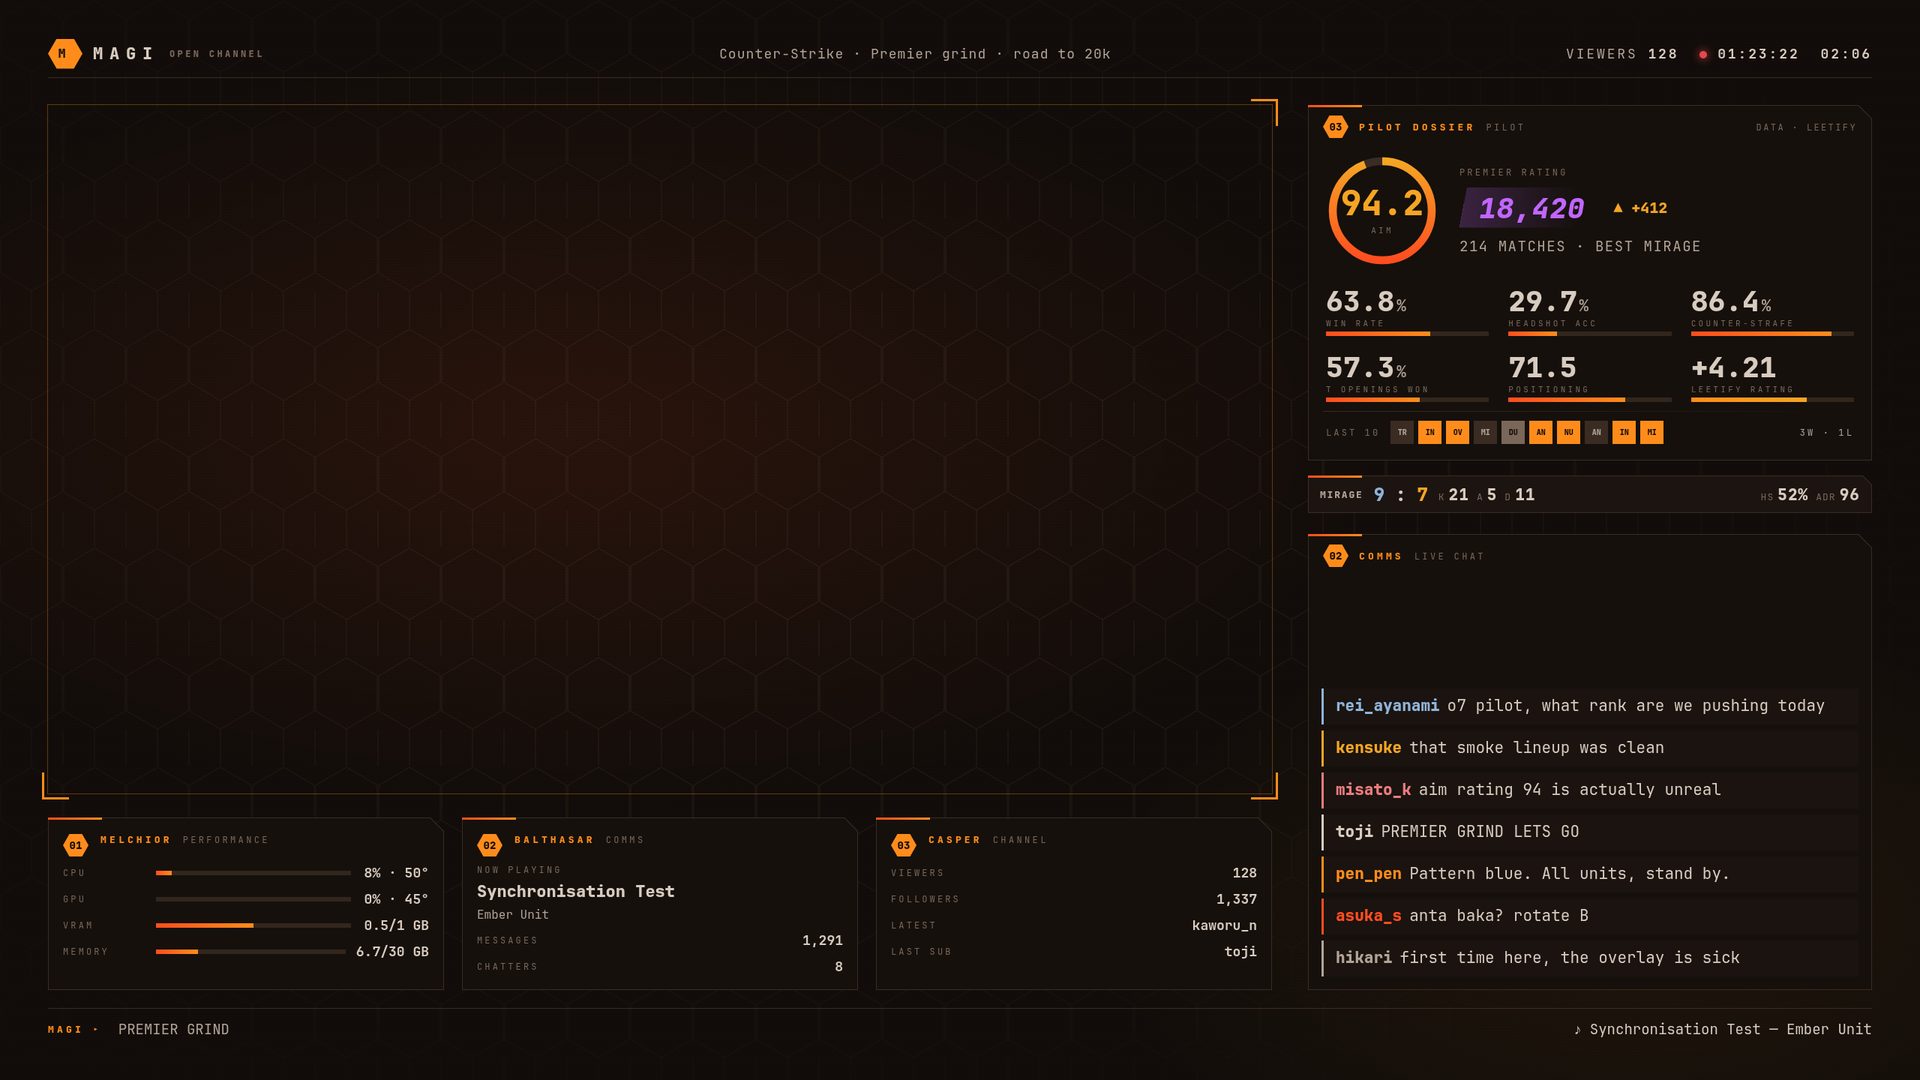 M MAGI OPEN CHANNEL
Counter-Strike · Premier grind · road to 20k
VIEWERS 128 01:23:22 02:06
03 PILOT DOSSIER PILOT DATA · LEETIFY
94.2
AIM
PREMIER RATING
18,420 ▲ +412
214 MATCHES · BEST MIRAGE
63.8% 29.7% 86.4%
WIN RATE HEADSHOT ACC COUNTER-STRAFE
57.3% 71.5 +4.21
T OPENINGS WON POSITIONING LEETIFY RATING
LAST 10 TR IN OV MI DU AN NU AN IN MI 3W · 1L
MIRAGE 9 : 7 K 21 A 5 D 11 HS 52% ADR 96
02 COMMS LIVE CHAT
rei_ayanami o7 pilot, what rank are we pushing today
kensuke that smoke lineup was clean
misato_k aim rating 94 is actually unreal
toji PREMIER GRIND LETS GO
pen_pen Pattern blue. All units, stand by.
asuka_s anta baka? rotate B
hikari first time here, the overlay is sick
01 MELCHIOR PERFORMANCE
CPU 8% · 50°
GPU 0% · 45°
VRAM 0.5/1 GB
MEMORY 6.7/30 GB
02 BALTHASAR COMMS
NOW PLAYING
Synchronisation Test
Ember Unit
MESSAGES 1,291
CHATTERS 8
03 CASPER CHANNEL
VIEWERS 128
FOLLOWERS 1,337
LATEST kaworu_n
LAST SUB toji
MAGI ▸ PREMIER GRIND
♪ Synchronisation Test — Ember Unit